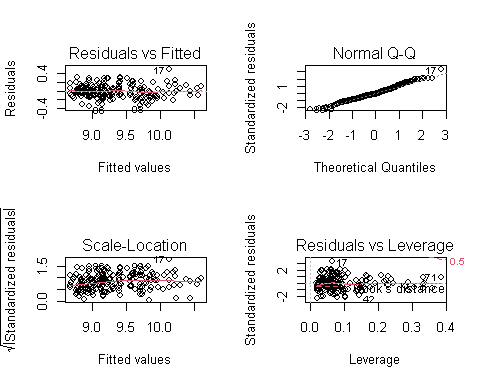 Residuals vs Fitted
Residuals
0.4
-0.4
17
9.0
9.5
10.0
Fitted values
Normal Q-Q
Standardized residuals
1
-2
17
-3
-2
-1
0
1
2
3
Theoretical Quantiles
Scale-Location
√|Standardized residuals|
1.5
0.0
17
9.0
9.5
10.0
Fitted values
Residuals vs Leverage
Standardized residuals
2
-2
17
71
42
Cook's distance
0.5
0.0
0.1
0.2
0.3
0.4
Leverage